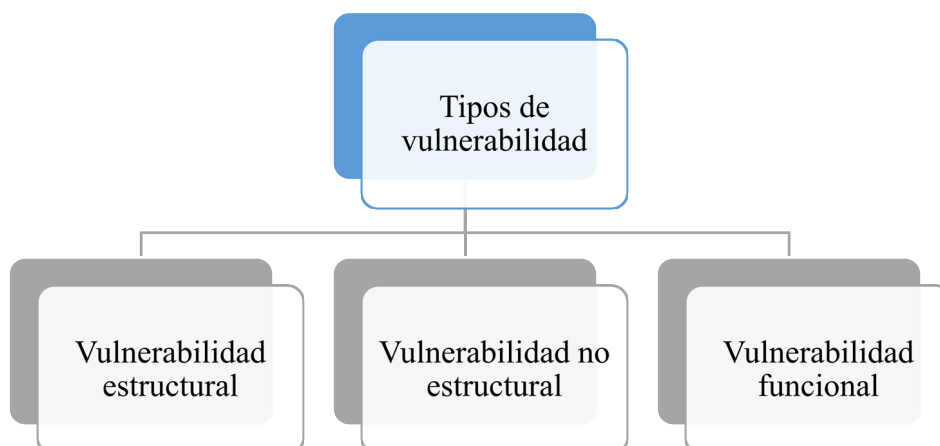 Tipos de
vulnerabilidad
Vulnerabilidad
estructural
Vulnerabilidad no
estructural
Vulnerabilidad
funcional